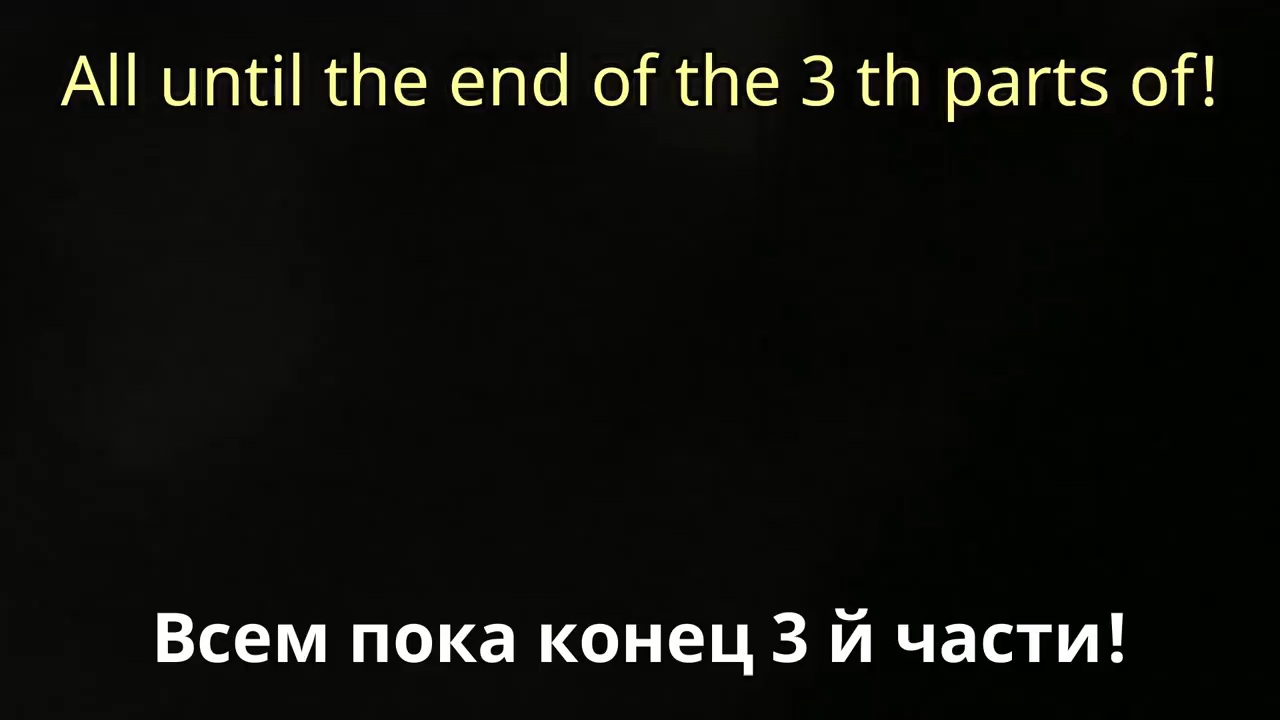 All until the end of the 3 th parts of!
Всем пока конец 3 й части!